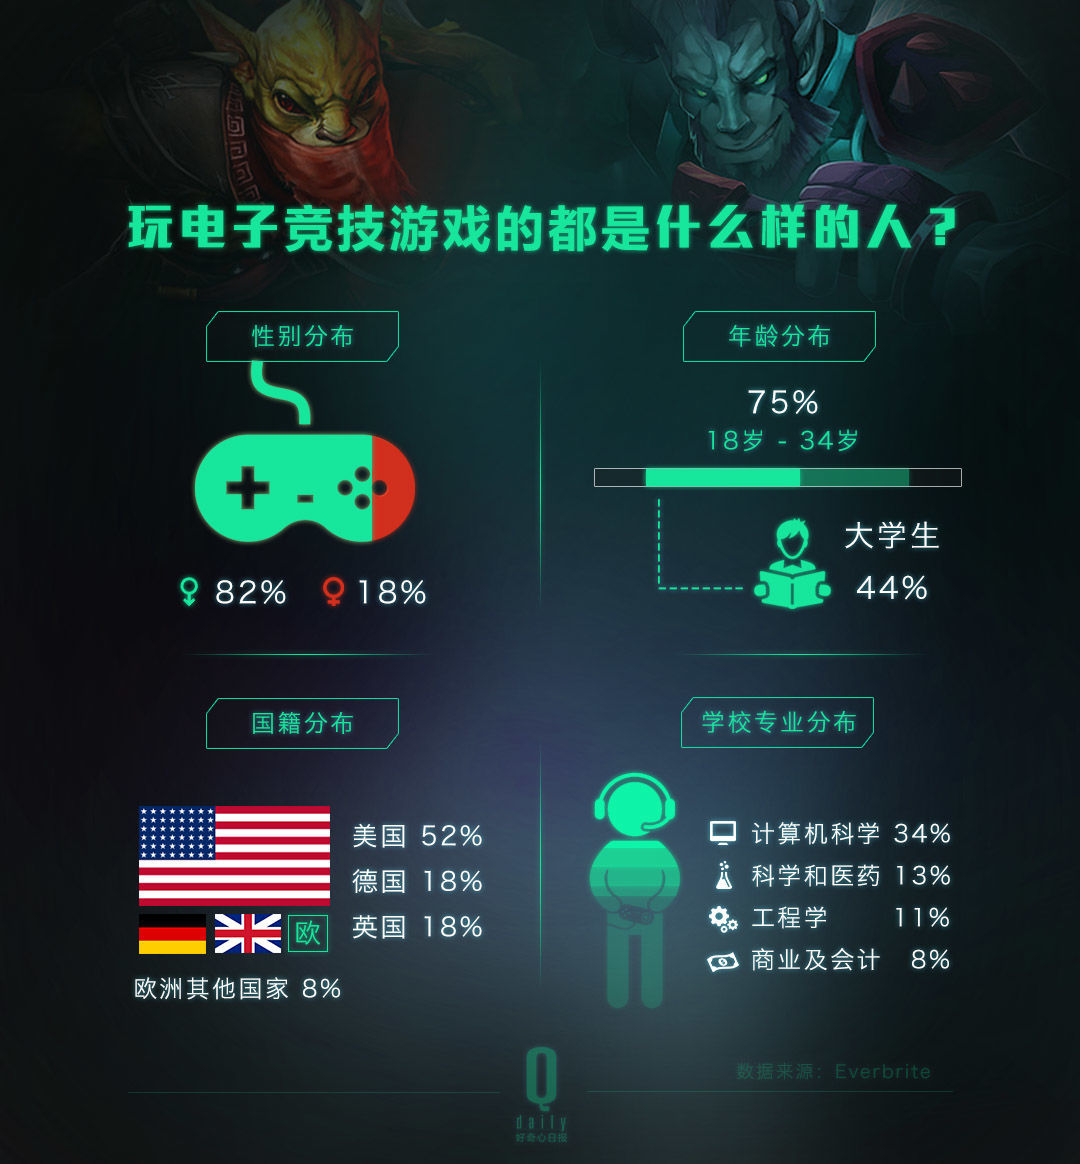 玩电子竞技游戏的都是什么样的人？
性别分布
82% 18%
年龄分布
75%
18岁 - 34岁
大学生
44%
国籍分布
美国 52%
德国 18%
英国 18%
欧
欧洲其他国家 8%
学校专业分布
计算机科学 34%
科学和医药 13%
工程学 11%
商业及会计 8%
数据来源：Everbrite
Q
daily
好奇心日报